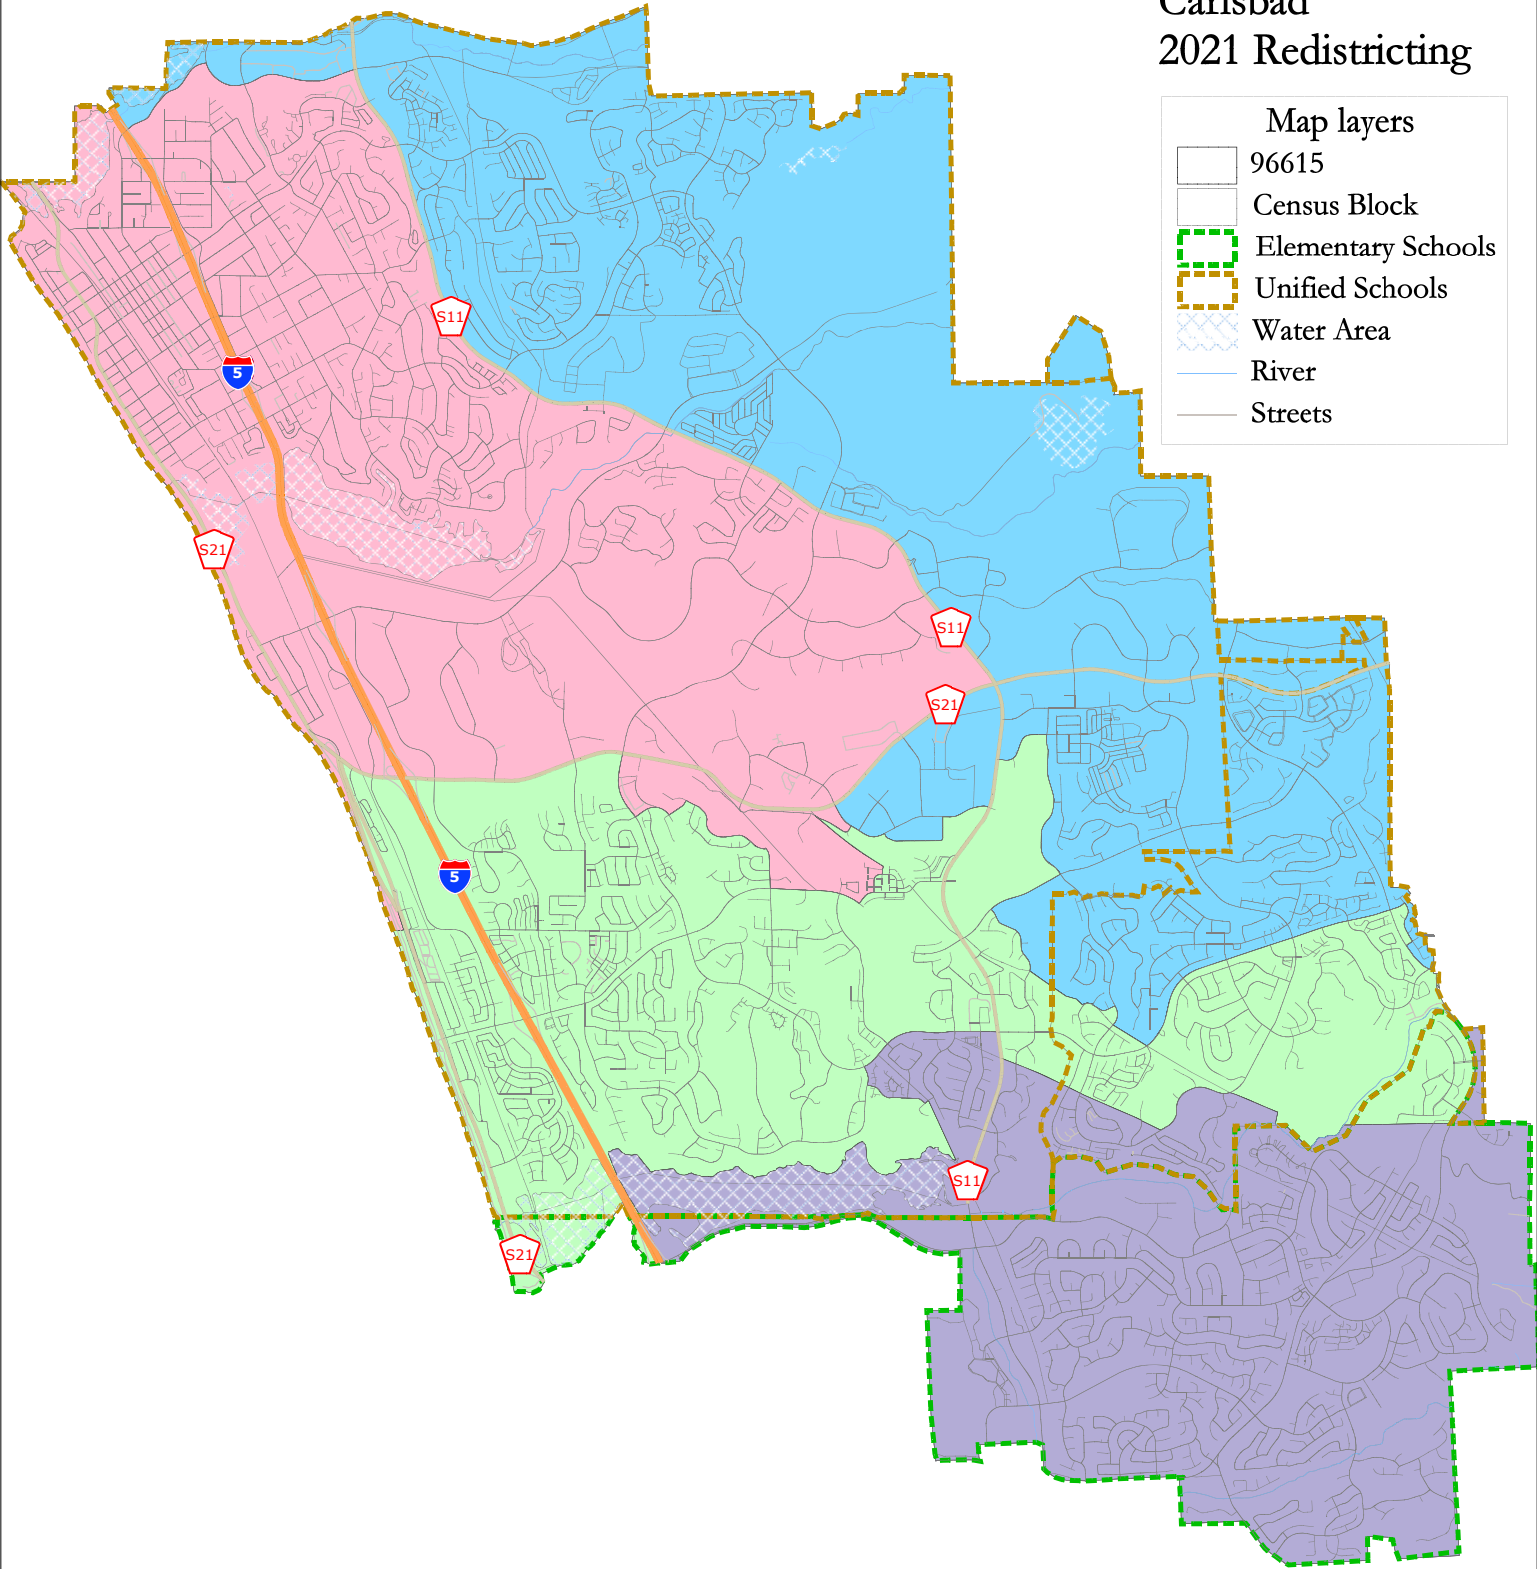 Carlsbad
2021 Redistricting
Map layers
96615
Census Block
Elementary Schools
Unified Schools
Water Area
River
Streets
S11
5
S21
S11
S21
5
S11
S21